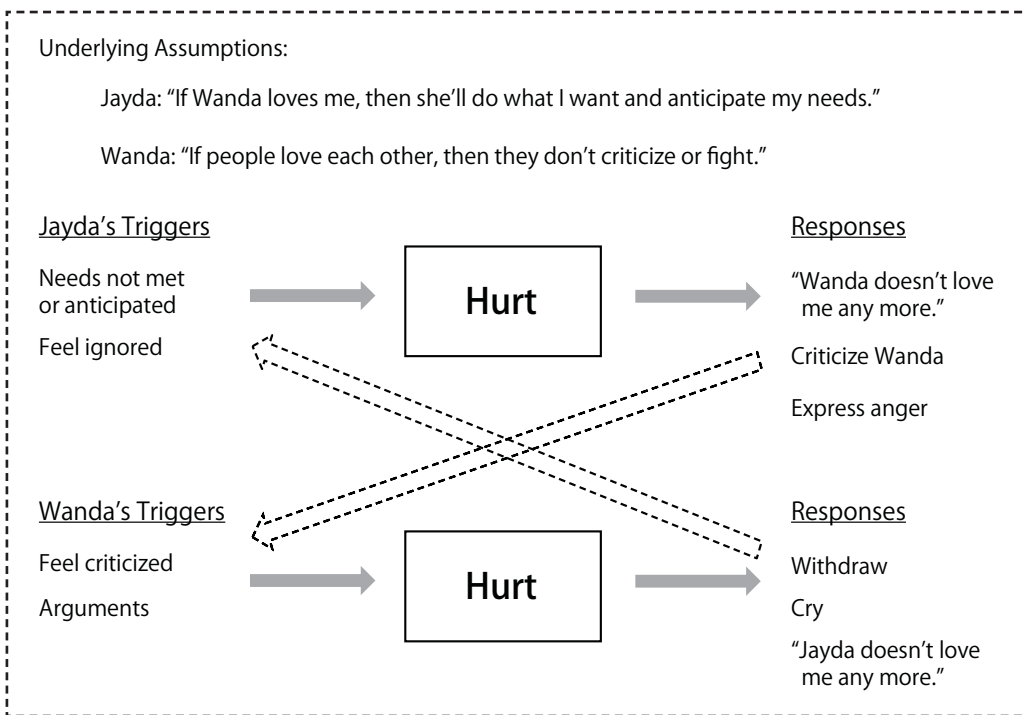 Underlying Assumptions:
Jayda: “If Wanda loves me, then she’ll do what I want and anticipate my needs.”
Wanda: “If people love each other, then they don’t criticize or fight.”
Jayda’s Triggers
Needs not met
or anticipated
Feel ignored
Hurt
Responses
“Wanda doesn’t love
me any more.”
Criticize Wanda
Express anger
Wanda’s Triggers
Feel criticized
Arguments
Hurt
Responses
Withdraw
Cry
“Jayda doesn’t love
me any more.”